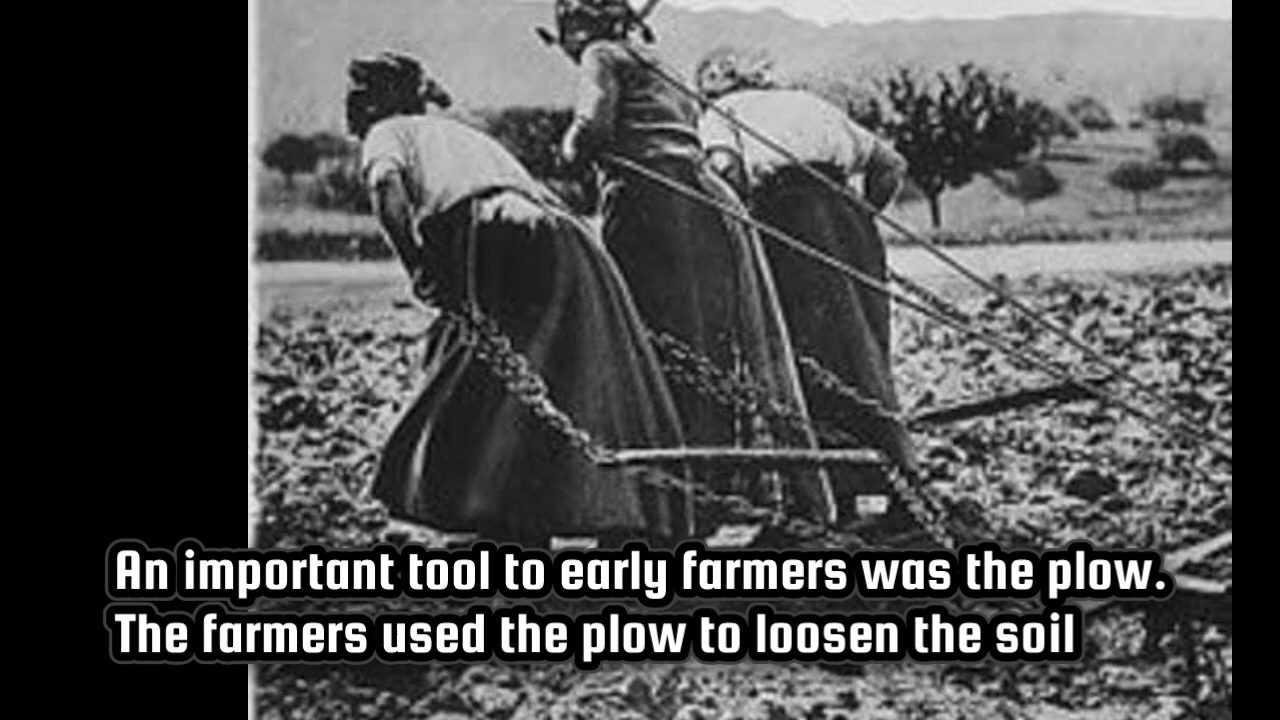 An important tool to early farmers was the plow.
The farmers used the plow to loosen the soil